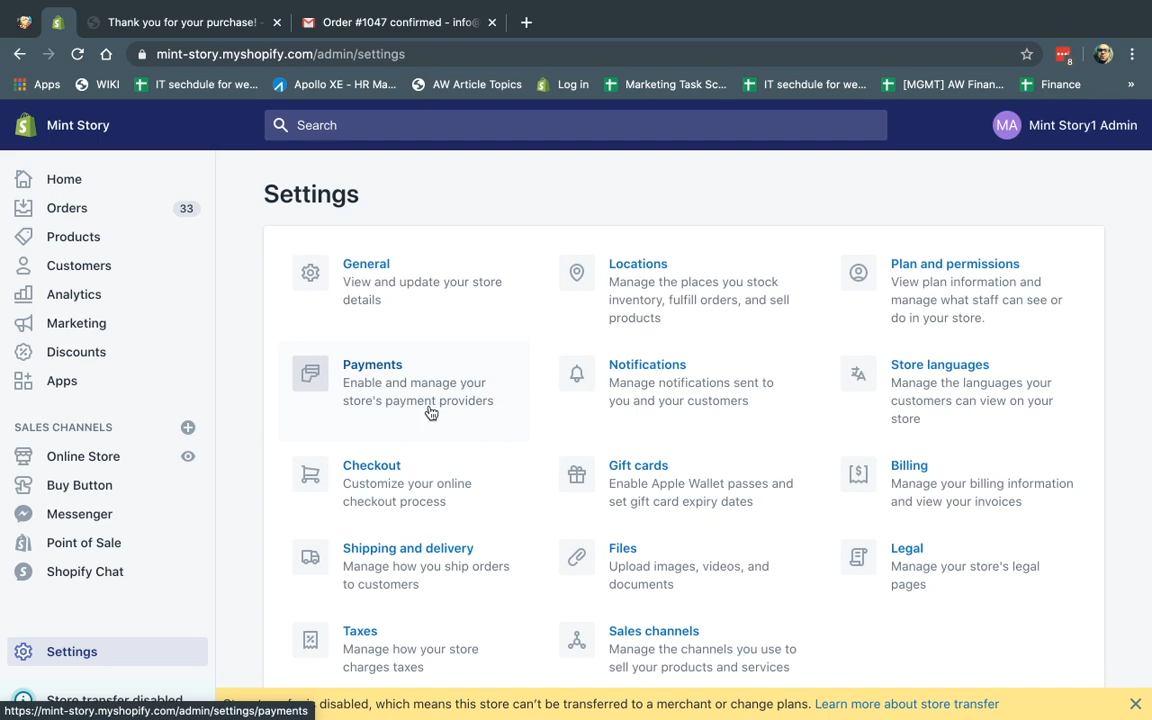 Thank you for your purchase! -
Order #1047 confirmed - info@
mint-story.myshopify.com/admin/settings
8
Apps
WIKI
IT sechdule for we...
Apollo XE - HR Ma...
AW Article Topics
Log in
Marketing Task Sc...
IT sechdule for we...
[MGMT] AW Finan...
Finance
»
Mint Story
Search
MA
Mint Story1 Admin
Home
Orders
33
Products
Customers
Analytics
Marketing
Discounts
Apps
SALES CHANNELS
Online Store
Buy Button
Messenger
Point of Sale
Shopify Chat
Settings
Store transfer disabled
https://mint-story.myshopify.com/admin/settings/payments
Settings
General
View and update your store
details
Locations
Manage the places you stock
inventory, fulfill orders, and sell
products
Plan and permissions
View plan information and
manage what staff can see or
do in your store.
Payments
Enable and manage your
store's payment providers
Notifications
Manage notifications sent to
you and your customers
Store languages
Manage the languages your
customers can view on your
store
Checkout
Customize your online
checkout process
Gift cards
Enable Apple Wallet passes and
set gift card expiry dates
Billing
Manage your billing information
and view your invoices
Shipping and delivery
Manage how you ship orders
to customers
Files
Upload images, videos, and
documents
Legal
Manage your store's legal
pages
Taxes
Manage how your store
charges taxes
Sales channels
Manage the channels you use to
sell your products and services
disabled, which means this store can't be transferred to a merchant or change plans. Learn more about store transfer